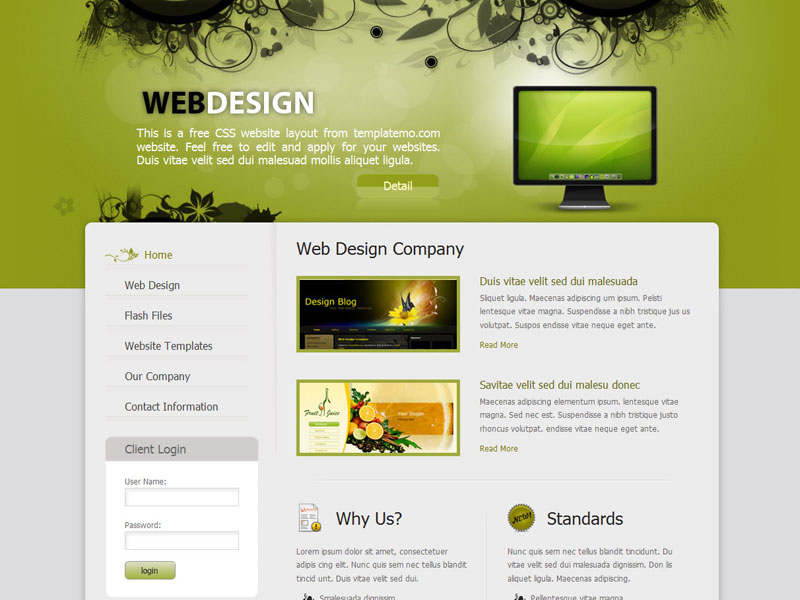 WEBDESIGN
This is a free CSS website layout from templatemo.com
website. Feel free to edit and apply for your websites.
Duis vitae velit sed dui malesuad mollis aliquet ligula.
Detail
Home
Web Design
Flash Files
Website Templates
Our Company
Contact Information
Client Login
User Name:
Password:
login
Web Design Company
Design Blog
Duis vitae velit sed dui malesuada
Sliquet ligula. Maecenas adipiscing um ipsum. Pelsti
lentesque vitae magna. Suspendisse a nibh tristique jus us
volutpat. Suspos endisse vitae neque eget ante.
Read More
Fruit Juice
Savitae velit sed dui malesu donec
Maecenas adipiscing elementum ipsum. lentesque vitae
magna. Sed nec est. Suspendisse a nibh tristique justo
rhoncus volutpat. endisse vitae neque eget ante.
Read More
Why Us?
Lorem ipsum dolor sit amet, consectetuer
adipis cing elit. Nunc quis sem nec tellus blandit
tincid unt. Duis vitae velit sed dui.
Smalesuada dignissim
NEW!
Standards
Nunc quis sem nec tellus blandit tincidunt. Du
vitae velit sed dui malesuada dignissim. Don lis
aliquet ligula. Maecenas adipiscing.
Pellentesque vitae magna